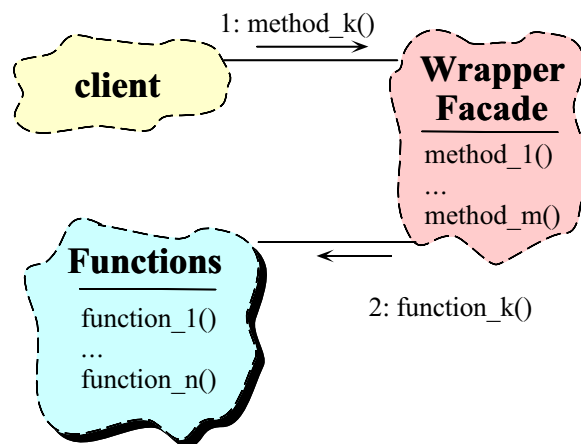 1: method_k()
client
Wrapper
Facade
method_1()
...
method_m()
Functions
function_1()
...
function_n()
2: function_k()